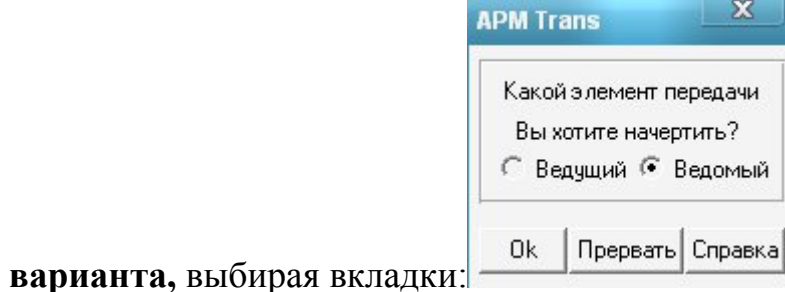 APM Trans
Какой элемент передачи
Вы хотите начертить?
Ведущий Ведомый
Ok Прервать Справка
варианта, выбирая вкладки: